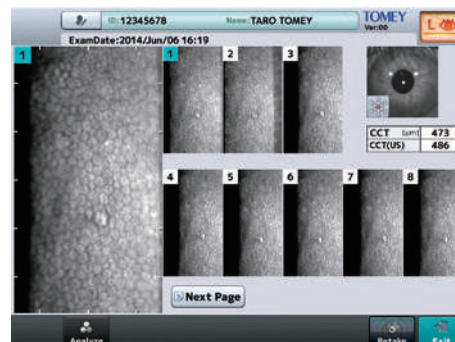 ID: 12345678 Name: TARO TOMEY
TOMEY
Ver:00
L
ExamDate:2014/Jun/06 16:19
1
1
2
3
CCT (μm) 473
CCT(US) 486
4
5
6
7
8
Next Page
Analyze
Retake
Exit